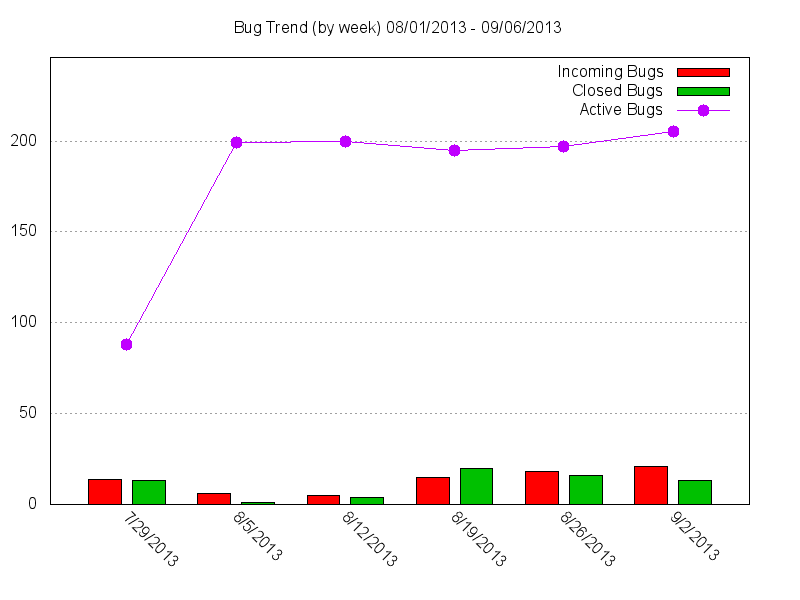 Bug Trend (by week) 08/01/2013 - 09/06/2013
Incoming Bugs
Closed Bugs
Active Bugs
200
150
100
50
0
7/29/2013
8/5/2013
8/12/2013
8/19/2013
8/26/2013
9/2/2013